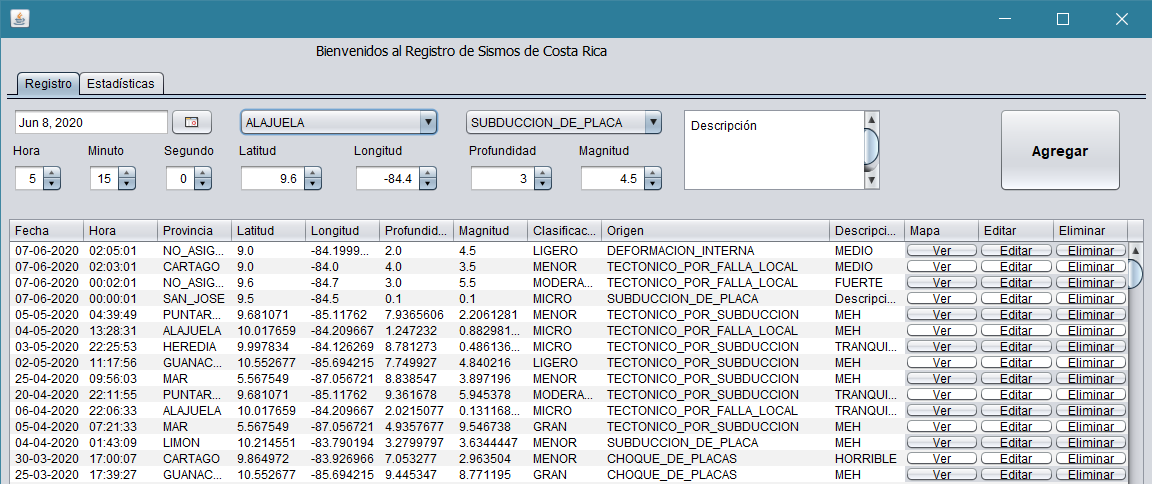 Bienvenidos al Registro de Sismos de Costa Rica
Registro Estadísticas
Jun 8, 2020 ALAJUELA SUBDUCCION_DE_PLACA Descripción
Hora Minuto Segundo Latitud Longitud Profundidad Magnitud
5 15 0 9.6 -84.4 3 4.5
Agregar
Fecha Hora Provincia Latitud Longitud Profundid... Magnitud Clasificac... Origen Descripci... Mapa Editar Eliminar
07-06-2020 02:05:01 NO_ASIG... 9.0 -84.1999... 2.0 4.5 LIGERO DEFORMACION_INTERNA MEDIO Ver Editar Eliminar
07-06-2020 02:03:01 CARTAGO 9.0 -84.0 4.0 3.5 MENOR TECTONICO_POR_FALLA_LOCAL MEDIO Ver Editar Eliminar
07-06-2020 00:02:01 NO_ASIG... 9.6 -84.7 3.0 5.5 MODERA... TECTONICO_POR_FALLA_LOCAL FUERTE Ver Editar Eliminar
07-06-2020 00:00:01 SAN_JOSE 9.5 -84.5 0.1 0.1 MICRO SUBDUCCION_DE_PLACA Descripci... Ver Editar Eliminar
05-05-2020 04:39:49 PUNTAR... 9.681071 -85.11762 7.9365606 2.2061281 MENOR TECTONICO_POR_SUBDUCCION MEH Ver Editar Eliminar
04-05-2020 13:28:31 ALAJUELA 10.017659 -84.209667 1.247232 0.882981... MICRO TECTONICO_POR_FALLA_LOCAL MEH Ver Editar Eliminar
03-05-2020 22:25:53 HEREDIA 9.997834 -84.126269 8.781273 0.486136... MICRO TECTONICO_POR_SUBDUCCION TRANQUI... Ver Editar Eliminar
02-05-2020 11:17:56 GUANAC... 10.552677 -85.694215 7.749927 4.840216 LIGERO TECTONICO_POR_SUBDUCCION MEH Ver Editar Eliminar
25-04-2020 09:56:03 MAR 5.567549 -87.056721 8.838547 3.897196 MENOR TECTONICO_POR_SUBDUCCION MEH Ver Editar Eliminar
20-04-2020 22:11:55 PUNTAR... 9.681071 -85.11762 9.361678 5.945378 MODERA... TECTONICO_POR_SUBDUCCION TRANQUI... Ver Editar Eliminar
06-04-2020 22:06:33 ALAJUELA 10.017659 -84.209667 2.0215077 0.131168... MICRO TECTONICO_POR_FALLA_LOCAL TRANQUI... Ver Editar Eliminar
05-04-2020 07:21:33 MAR 5.567549 -87.056721 4.9357677 9.546738 GRAN TECTONICO_POR_SUBDUCCION MEH Ver Editar Eliminar
04-04-2020 01:43:09 LIMON 10.214551 -83.790194 3.2799797 3.6344447 MENOR SUBDUCCION_DE_PLACA MEH Ver Editar Eliminar
30-03-2020 17:00:07 CARTAGO 9.864972 -83.926966 7.053277 2.963504 MENOR CHOQUE_DE_PLACAS HORRIBLE Ver Editar Eliminar
25-03-2020 17:39:27 GUANAC... 10.552677 -85.694215 9.445347 8.771195 GRAN CHOQUE_DE_PLACAS MEH Ver Editar Eliminar